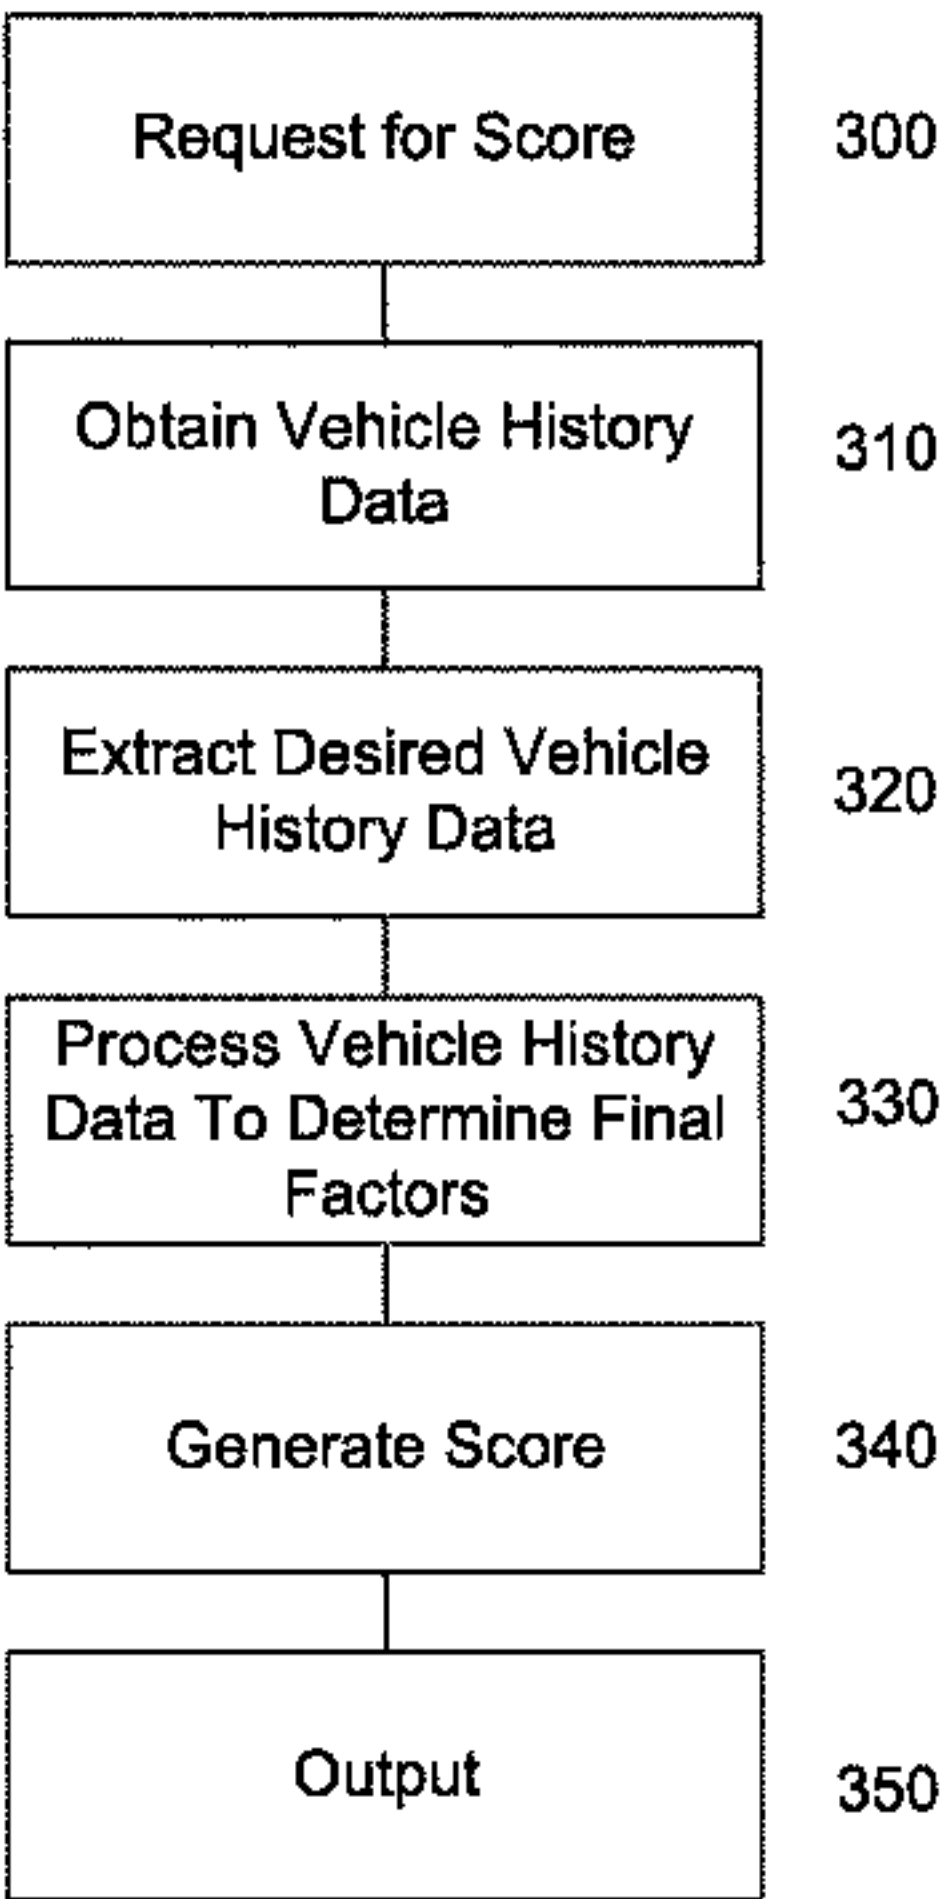 Request for Score
300
Obtain Vehicle History
Data
310
Extract Desired Vehicle
History Data
320
Process Vehicle History
Data To Determine Final
Factors
330
Generate Score
340
Output
350